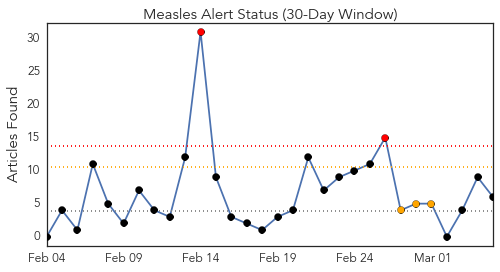 Measles Alert Status (30-Day Window)
Articles Found
30
25
20
15
10
5
0
Feb 04 Feb 09 Feb 14 Feb 19 Feb 24 Mar 01